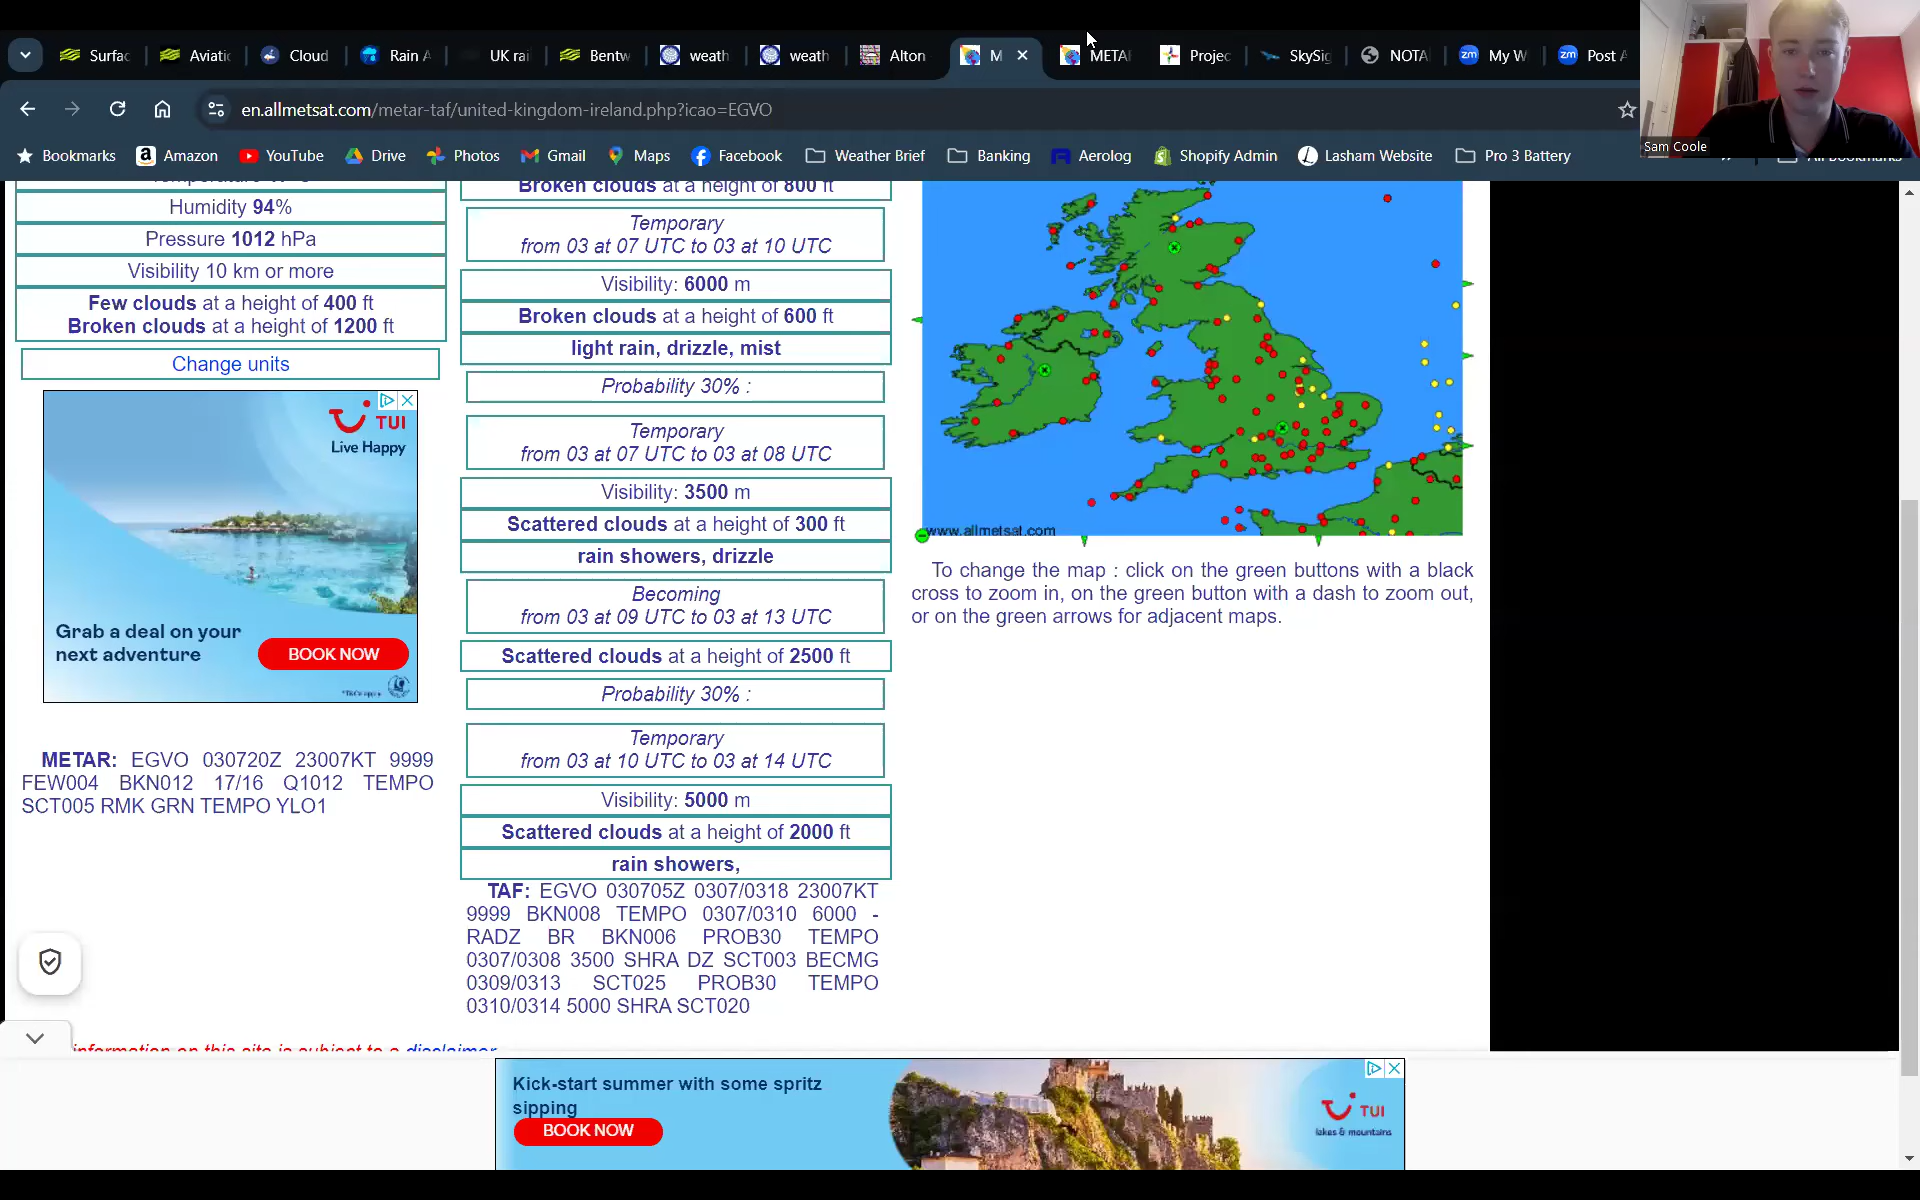 Surfac
Aviatic
Cloud
Rain A
UK rai
Bentw
weath
weath
Alton
M
METAR
Projec
SkySig
NOTA
My W
Post A
en.allmetsat.com/metar-taf/united-kingdom-ireland.php?icao=EGVO
Bookmarks
Amazon
YouTube
Drive
Photos
Gmail
Maps
Facebook
Weather Brief
Banking
Aerolog
Shopify Admin
Lasham Website
Pro 3 Battery
All Bookmarks
Sam Coole
Humidity 94%
Pressure 1012 hPa
Visibility 10 km or more
Few clouds at a height of 400 ft
Broken clouds at a height of 1200 ft
Change units
TUI
Live Happy
Grab a deal on your
next adventure
BOOK NOW
METAR: EGVO 030720Z 23007KT 9999
FEW004 BKN012 17/16 Q1012 TEMPO
SCT005 RMK GRN TEMPO YLO1
Broken clouds at a height of 800 ft
Temporary
from 03 at 07 UTC to 03 at 10 UTC
Visibility: 6000 m
Broken clouds at a height of 600 ft
light rain, drizzle, mist
Probability 30% :
Temporary
from 03 at 07 UTC to 03 at 08 UTC
Visibility: 3500 m
Scattered clouds at a height of 300 ft
rain showers, drizzle
Becoming
from 03 at 09 UTC to 03 at 13 UTC
Scattered clouds at a height of 2500 ft
Probability 30% :
Temporary
from 03 at 10 UTC to 03 at 14 UTC
Visibility: 5000 m
Scattered clouds at a height of 2000 ft
rain showers,
TAF: EGVO 030705Z 0307/0318 23007KT
9999 BKN008 TEMPO 0307/0310 6000 -
RADZ BR BKN006 PROB30 TEMPO
0307/0308 3500 SHRA DZ SCT003 BECMG
0309/0313 SCT025 PROB30 TEMPO
0310/0314 5000 SHRA SCT020
www.allmetsat.com
To change the map : click on the green buttons with a black
cross to zoom in, on the green button with a dash to zoom out,
or on the green arrows for adjacent maps.
information on this site is subject to a disclaimer
Kick-start summer with some spritz
sipping
BOOK NOW
TUI
lakes & mountains